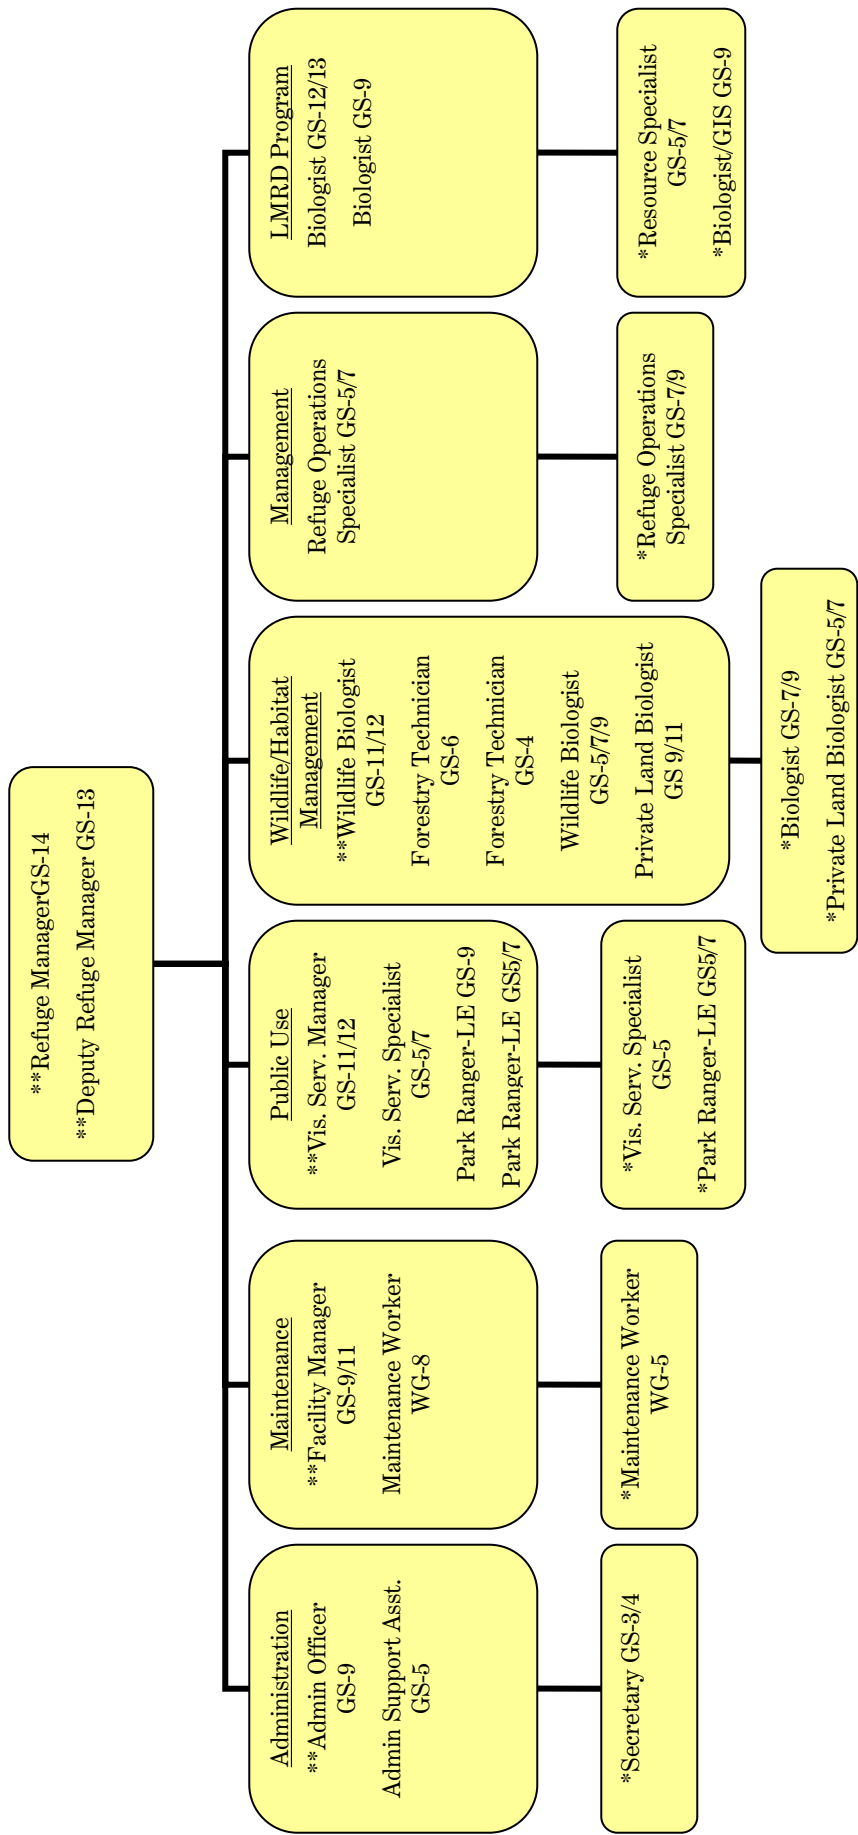 **Refuge ManagerGS-14
**Deputy Refuge Manager GS-13
Administration
**Admin Officer
GS-9
Admin Support Asst.
GS-5
*Secretary GS-3/4
Maintenance
**Facility Manager
GS-9/11
Maintenance Worker
WG-8
*Maintenance Worker
WG-5
Public Use
**Vis. Serv. Manager
GS-11/12
Vis. Serv. Specialist
GS-5/7
Park Ranger-LE GS-9
Park Ranger-LE GS5/7
*Vis. Serv. Specialist
GS-5
*Park Ranger-LE GS5/7
Wildlife/Habitat
Management
**Wildlife Biologist
GS-11/12
Forestry Technician
GS-6
Forestry Technician
GS-4
Wildlife Biologist
GS-5/7/9
Private Land Biologist
GS 9/11
*Biologist GS-7/9
*Private Land Biologist GS-5/7
Management
Refuge Operations
Specialist GS-5/7
*Refuge Operations
Specialist GS-7/9
LMRD Program
Biologist GS-12/13
Biologist GS-9
*Resource Specialist
GS-5/7
*Biologist/GIS GS-9